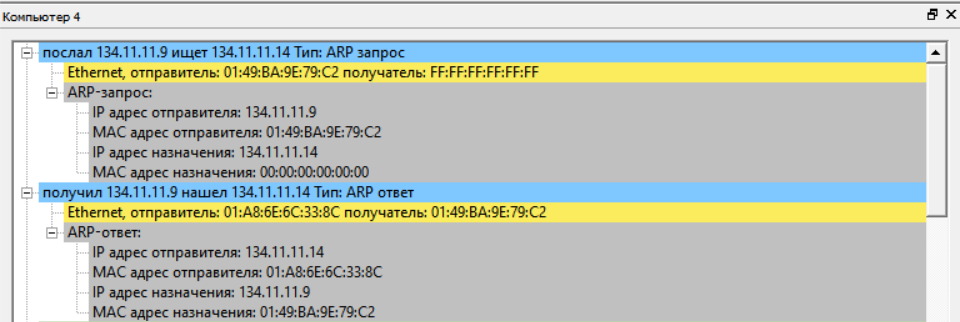 Компьютер 4
послал 134.11.11.9 ищет 134.11.11.14 Тип: ARP запрос
Ethernet, отправитель: 01:49:BA:9E:79:C2 получатель: FF:FF:FF:FF:FF:FF
ARP-запрос:
IP адрес отправителя: 134.11.11.9
MAC адрес отправителя: 01:49:BA:9E:79:C2
IP адрес назначения: 134.11.11.14
MAC адрес назначения: 00:00:00:00:00:00
получил 134.11.11.9 нашел 134.11.11.14 Тип: ARP ответ
Ethernet, отправитель: 01:A8:6E:6C:33:8C получатель: 01:49:BA:9E:79:C2
ARP-ответ:
IP адрес отправителя: 134.11.11.14
MAC адрес отправителя: 01:A8:6E:6C:33:8C
IP адрес назначения: 134.11.11.9
MAC адрес назначения: 01:49:BA:9E:79:C2